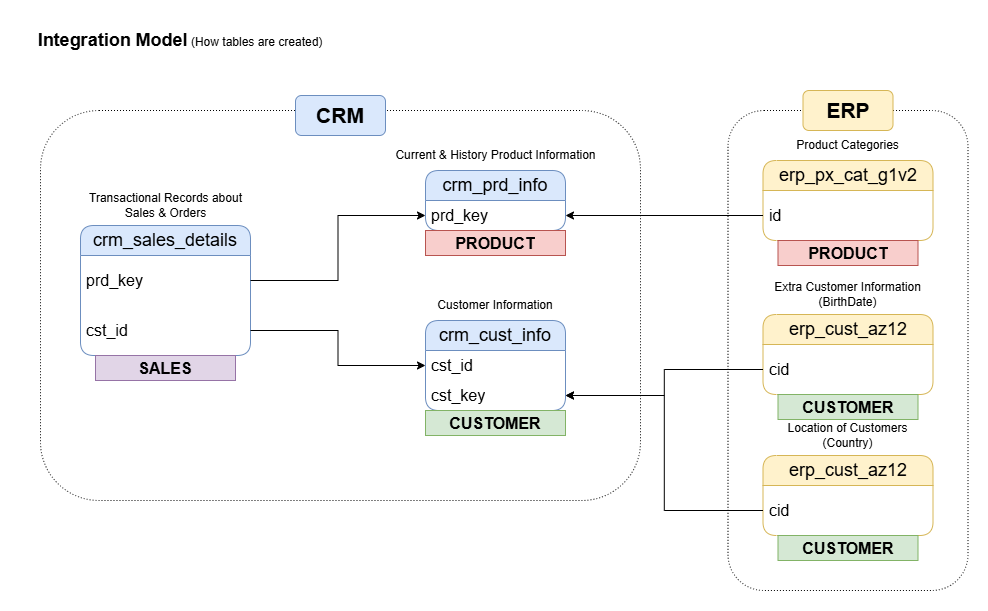 Integration Model (How tables are created)
CRM
Transactional Records about
Sales & Orders
crm_sales_details
prd_key
cst_id
SALES
Current & History Product Information
crm_prd_info
prd_key
PRODUCT
Customer Information
crm_cust_info
cst_id
cst_key
CUSTOMER
ERP
Product Categories
erp_px_cat_g1v2
id
PRODUCT
Extra Customer Information
(BirthDate)
erp_cust_az12
cid
CUSTOMER
Location of Customers
(Country)
erp_cust_az12
cid
CUSTOMER